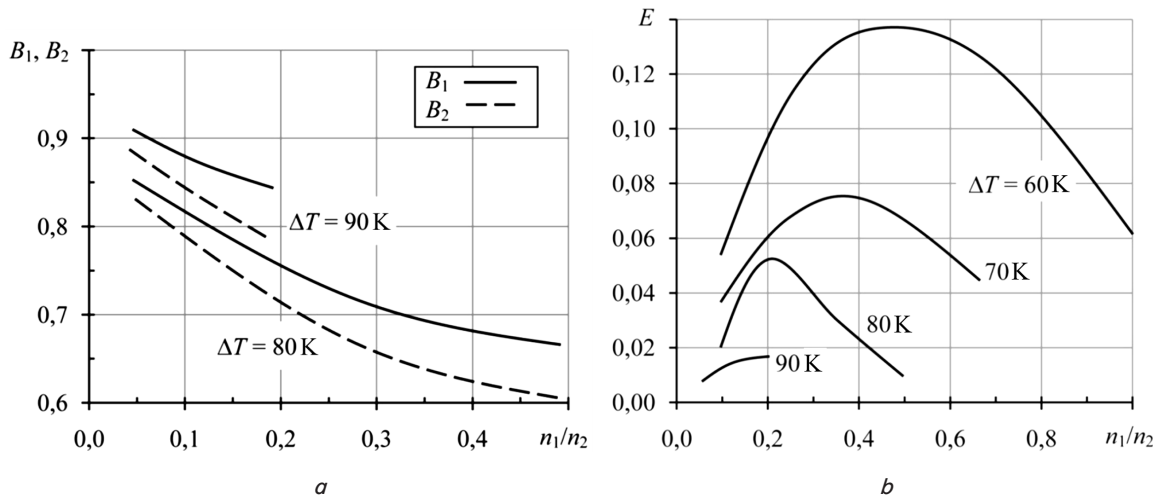 B₁, B₂
0,9
0,8
0,7
0,6
0,0
0,1
0,2
0,3
0,4
n₁/n₂
B₁
B₂
ΔT = 90 K
ΔT = 80 K
a
E
0,12
0,10
0,08
0,06
0,04
0,02
0,00
0,0
0,2
0,4
0,6
0,8
n₁/n₂
ΔT = 60K
70 K
80 K
90 K
b